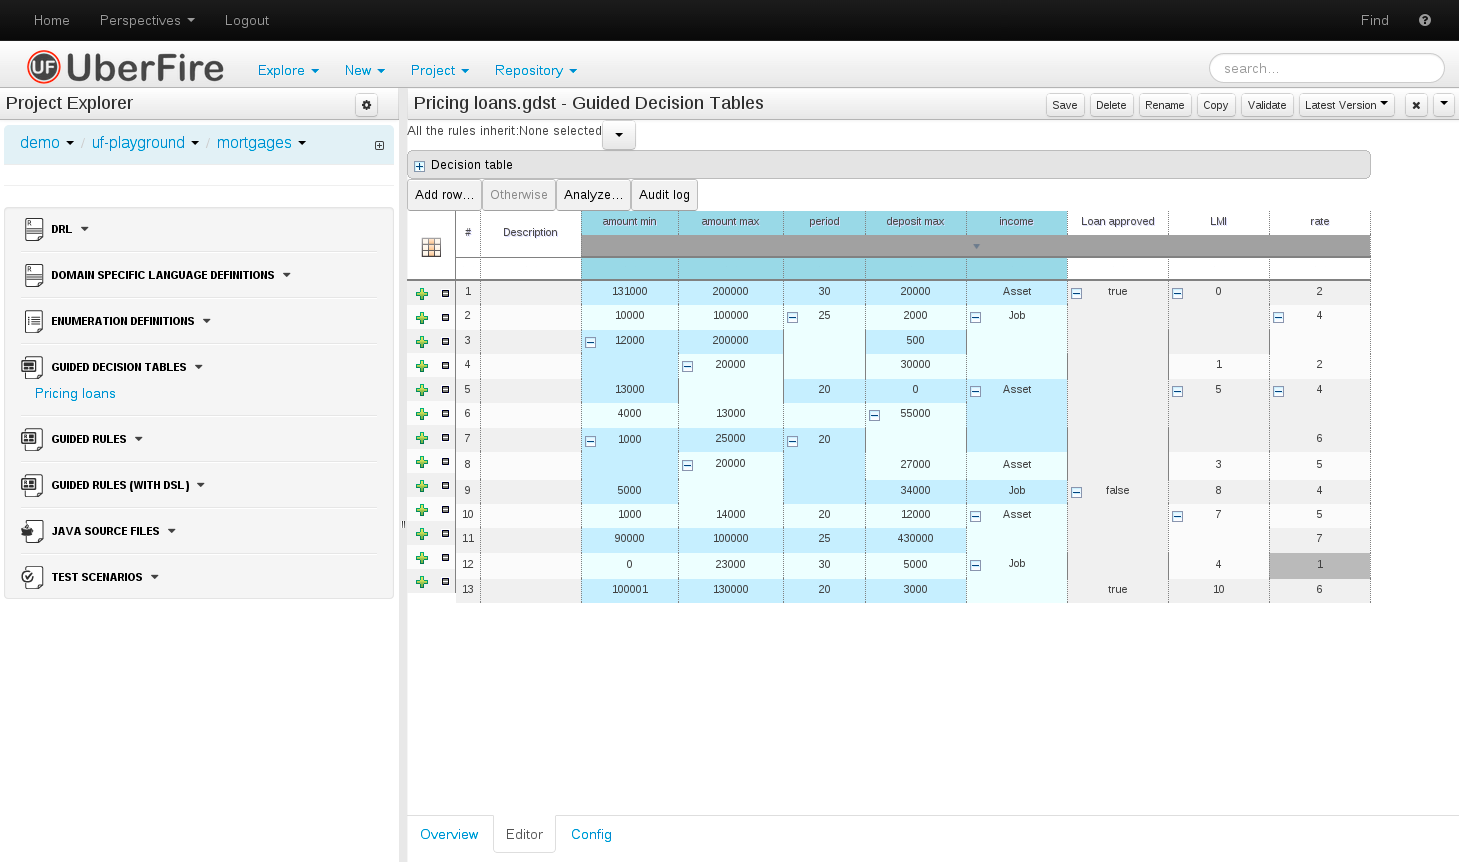 Home Perspectives Logout Find
UF UberFire Explore New Project Repository search...
Project Explorer
demo / uf-playground / mortgages
DRL
DOMAIN SPECIFIC LANGUAGE DEFINITIONS
ENUMERATION DEFINITIONS
GUIDED DECISION TABLES
Pricing loans
GUIDED RULES
GUIDED RULES (WITH DSL)
JAVA SOURCE FILES
TEST SCENARIOS
Pricing loans.gdst - Guided Decision Tables Save Delete Rename Copy Validate Latest Version
All the rules inherit:None selected
Decision table
Add row... Otherwise Analyze... Audit log
# Description amount min amount max period deposit max income Loan approved LMI rate
1 131000 200000 30 20000 Asset true 0 2
2 10000 100000 25 2000 Job 4
3 12000 200000 500
4 20000 30000 1 2
5 13000 20 0 Asset 5 4
6 4000 13000 55000
7 1000 25000 20 6
8 20000 27000 Asset 3 5
9 5000 34000 Job false 8 4
10 1000 14000 20 12000 Asset 7 5
11 90000 100000 25 430000 7
12 0 23000 30 5000 Job 4 1
13 100001 130000 20 3000 true 10 6
Overview Editor Config